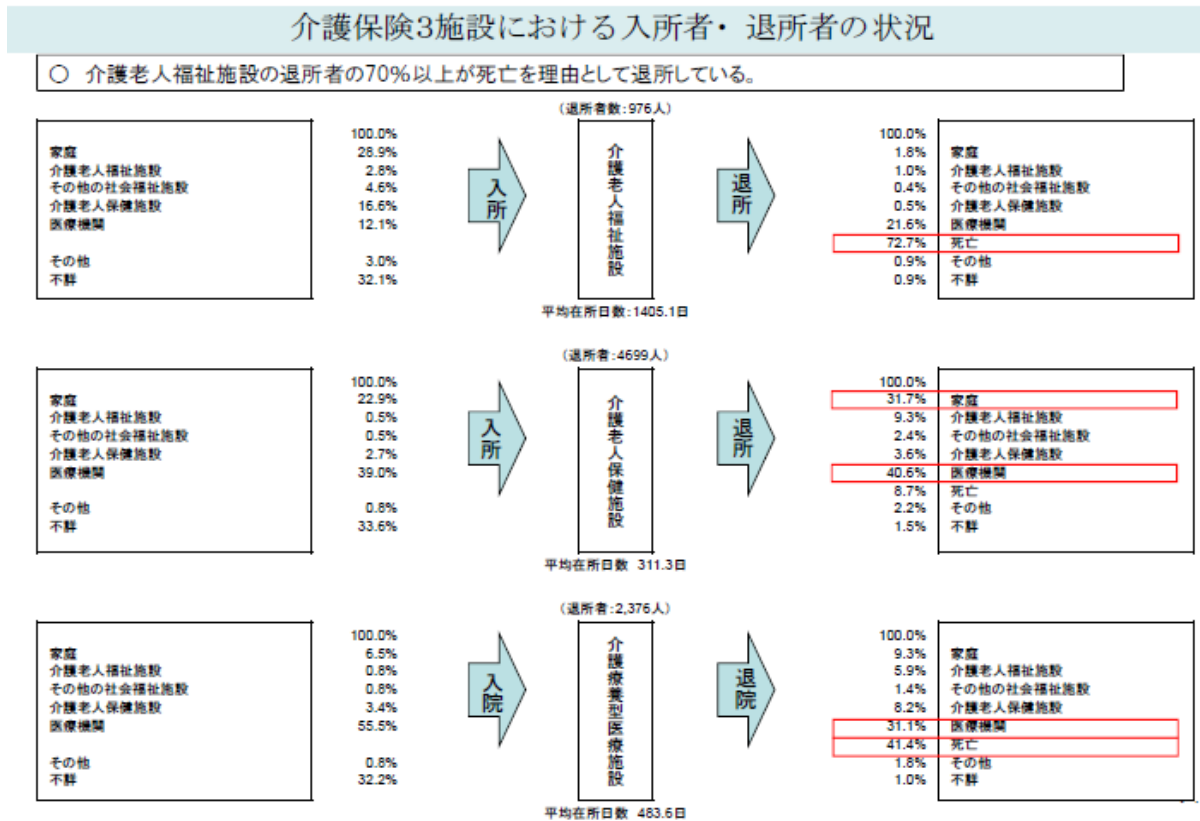 介護保険3施設における入所者・ 退所者の状況
○ 介護老人福祉施設の退所者の70%以上が死亡を理由として退所している。
（退所者数：976人）
100.0%
家庭 28.9%
介護老人福祉施設 2.8%
その他の社会福祉施設 4.6%
介護老人保健施設 16.6%
医療機関 12.1%
その他 3.0%
不詳 32.1%
入所
介護老人福祉施設
退所
100.0%
1.8% 家庭
1.0% 介護老人福祉施設
0.4% その他の社会福祉施設
0.5% 介護老人保健施設
21.6% 医療機関
72.7% 死亡
0.9% その他
0.9% 不詳
平均在所日数：1405.1日
（退所者：4699人）
100.0%
家庭 22.9%
介護老人福祉施設 0.5%
その他の社会福祉施設 0.5%
介護老人保健施設 2.7%
医療機関 39.0%
その他 0.8%
不詳 33.6%
入所
介護老人保健施設
退所
100.0%
31.7% 家庭
9.3% 介護老人福祉施設
2.4% その他の社会福祉施設
3.6% 介護老人保健施設
40.6% 医療機関
8.7% 死亡
2.2% その他
1.5% 不詳
平均在所日数 311.3日
（退所者：2,376人）
100.0%
家庭 6.5%
介護老人福祉施設 0.8%
その他の社会福祉施設 0.8%
介護老人保健施設 3.4%
医療機関 55.5%
その他 0.8%
不詳 32.2%
入院
介護療養型医療施設
退院
100.0%
9.3% 家庭
5.9% 介護老人福祉施設
1.4% その他の社会福祉施設
8.2% 介護老人保健施設
31.1% 医療機関
41.4% 死亡
1.8% その他
1.0% 不詳
平均在所日数 483.6日